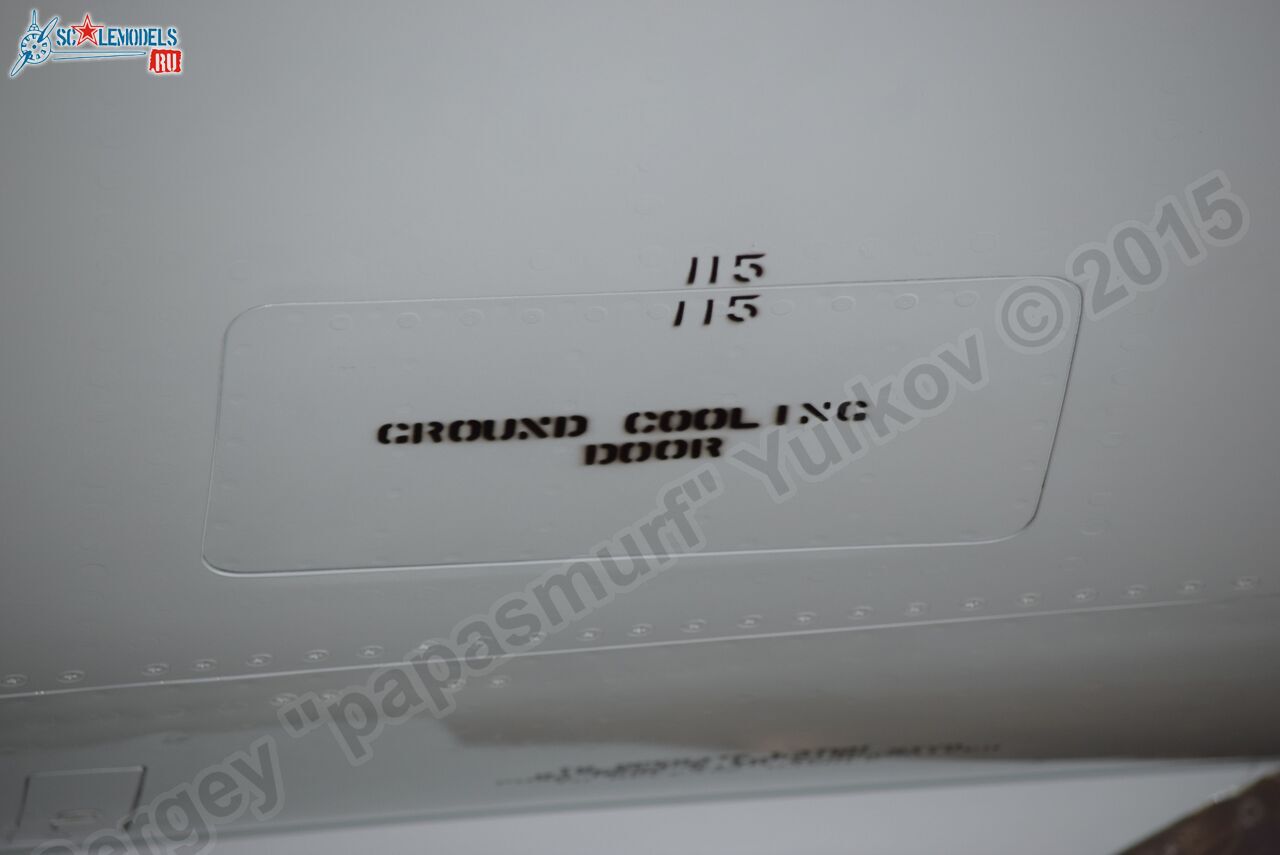 SCALEMODELS
RU
115
115
GROUND COOLING
DOOR
Sergey "papasmurf" Yurkov © 2015